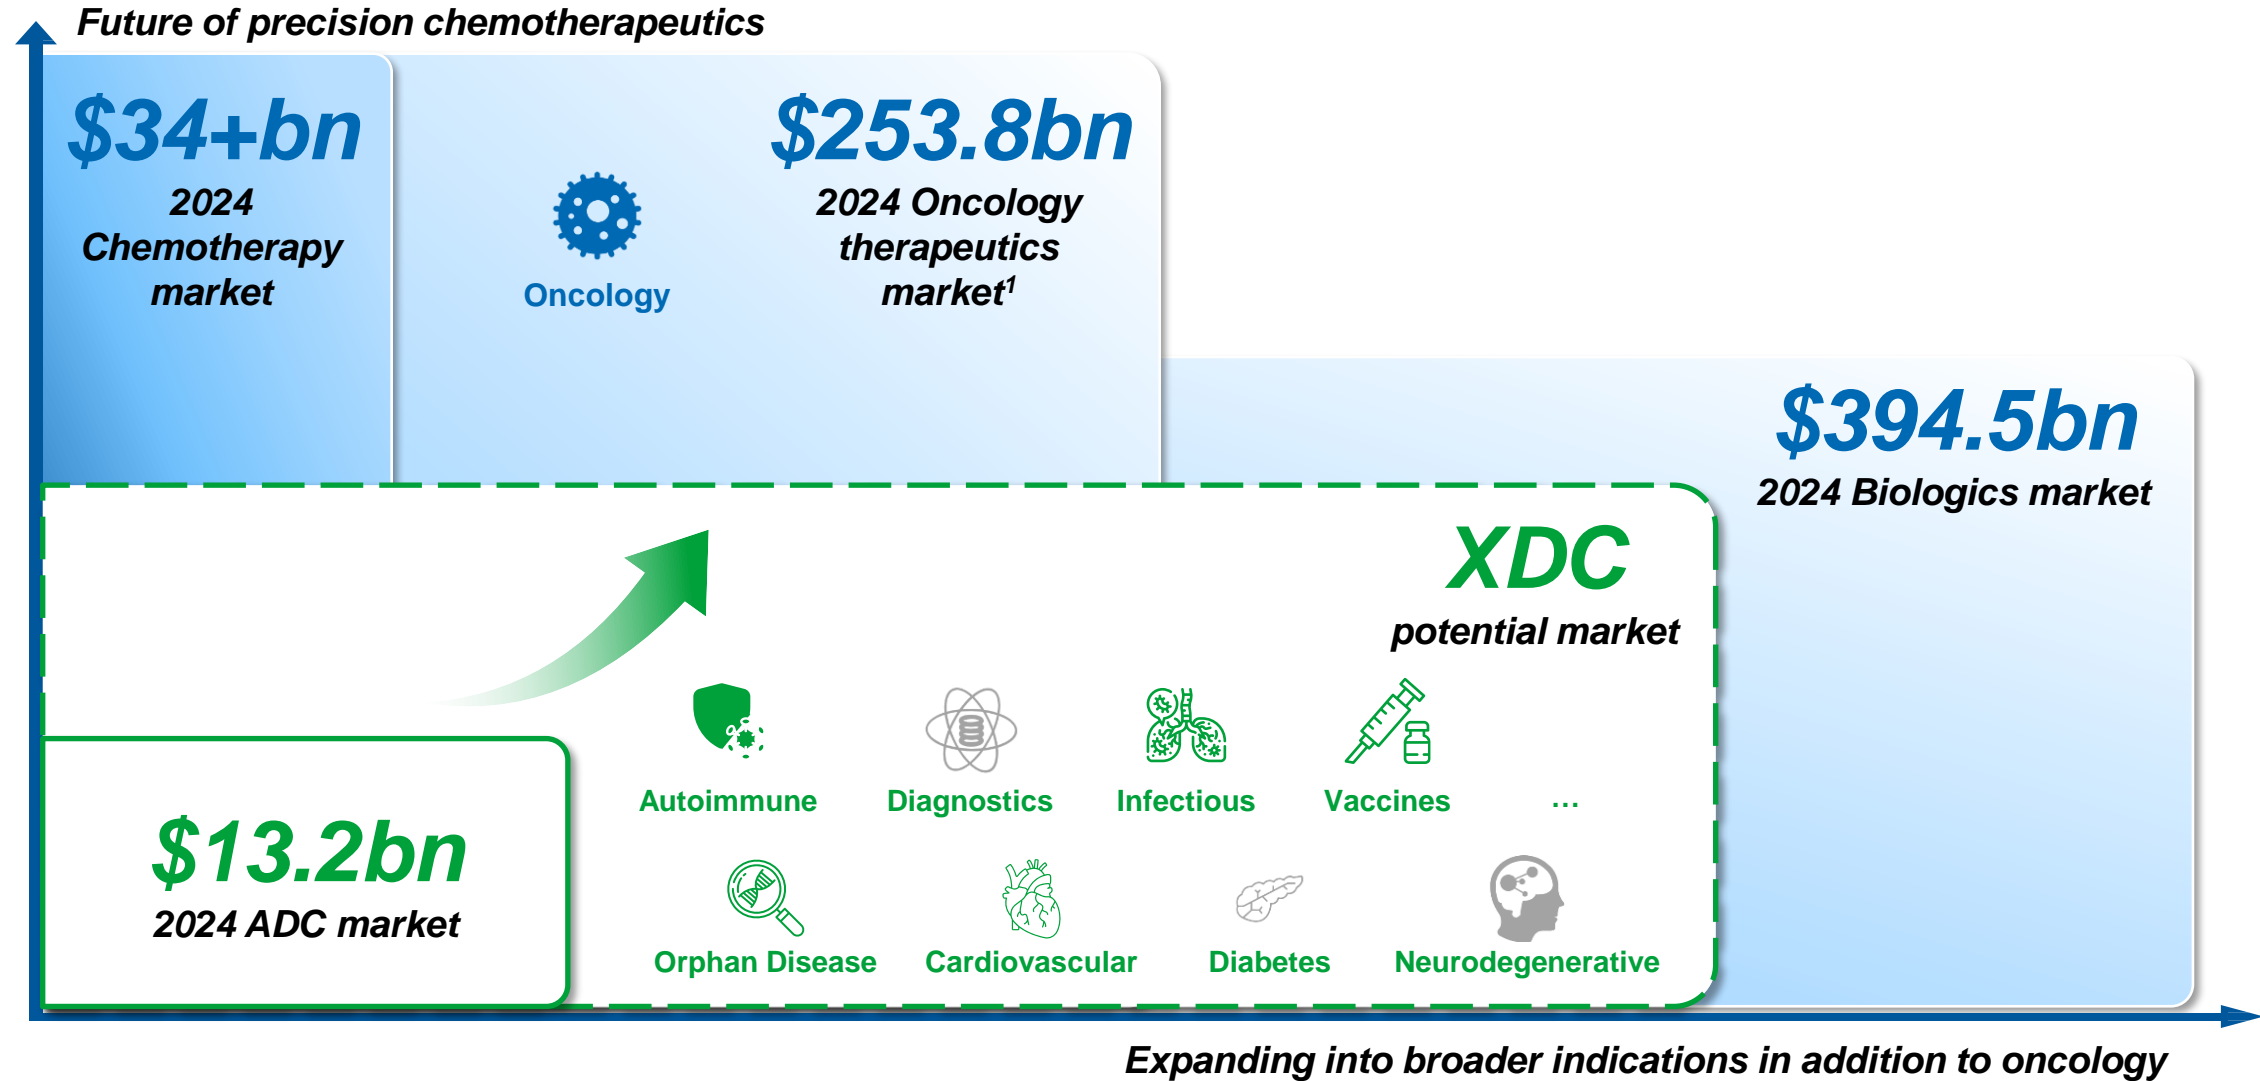 Future of precision chemotherapeutics
$34+bn
2024
Chemotherapy
market
Oncology
$253.8bn
2024 Oncology
therapeutics
market¹
$394.5bn
2024 Biologics market
XDC
potential market
Autoimmune
Diagnostics
Infectious
Vaccines
...
$13.2bn
2024 ADC market
Orphan Disease
Cardiovascular
Diabetes
Neurodegenerative
Expanding into broader indications in addition to oncology